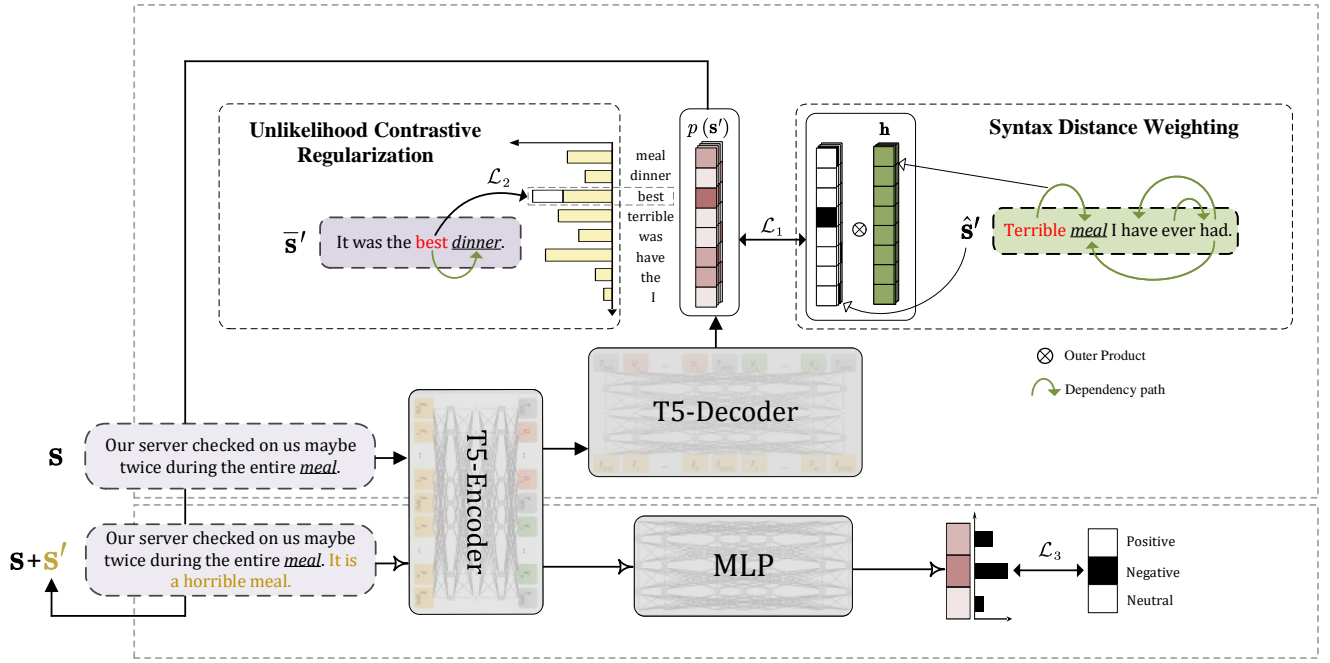 Unlikelihood Contrastive
Regularization
ℒ₂
s̅′
It was the best dinner.
meal
dinner
best
terrible
was
have
the
I
p (s′)
ℒ₁
h
⊗
Syntax Distance Weighting
ŝ′
Terrible meal I have ever had.
⊗ Outer Product
Dependency path
T5-Decoder
T5-Encoder
s
Our server checked on us maybe
twice during the entire meal.
s+s′
Our server checked on us maybe
twice during the entire meal. It is
a horrible meal.
MLP
ℒ₃
Positive
Negative
Neutral